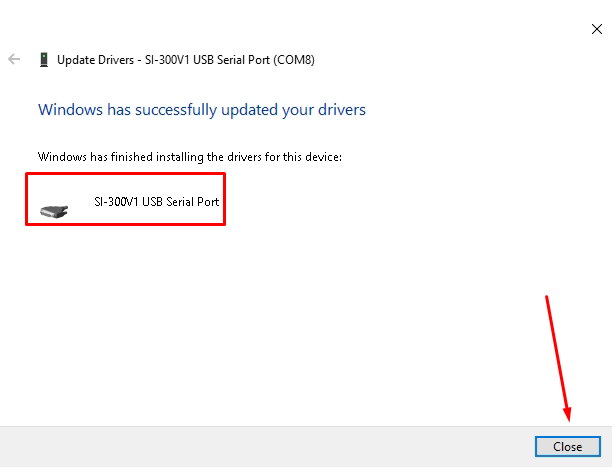 Update Drivers - SI-300V1 USB Serial Port (COM8)
Windows has successfully updated your drivers
Windows has finished installing the drivers for this device:
SI-300V1 USB Serial Port
Close